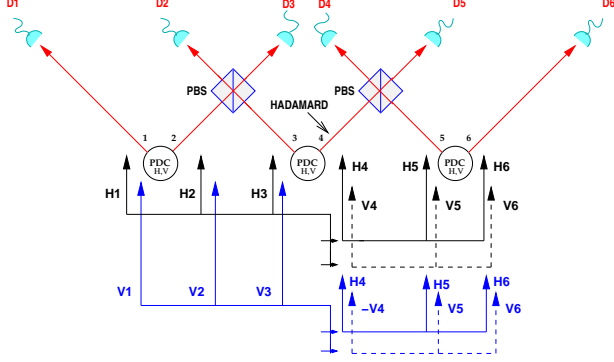 D1 D2 D3 D4 D5 D6
PBS PBS
HADAMARD
1 2 3 4 5 6
PDC PDC PDC
H,V H,V H,V
H1 H2 H3 H4 H5 H6
V4 V5 V6
V1 V2 V3 H4 H5 H6
–V4 V5 V6